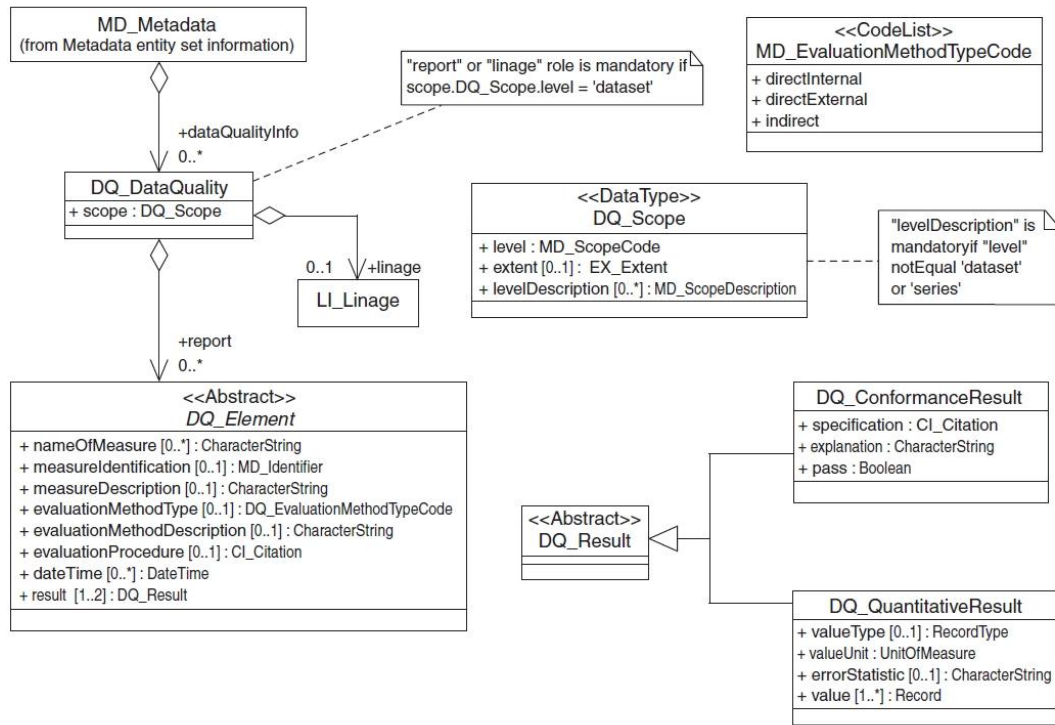 MD_Metadata
(from Metadata entity set information)
"report" or "linage" role is mandatory if
scope.DQ_Scope.level = 'dataset'
<<CodeList>>
MD_EvaluationMethodTypeCode
+ directInternal
+ directExternal
+ indirect
+dataQualityInfo
0..*
DQ_DataQuality
+ scope : DQ_Scope
0..1 +linage
LI_Linage
<<DataType>>
DQ_Scope
+ level : MD_ScopeCode
+ extent [0..1] : EX_Extent
+ levelDescription [0..*] : MD_ScopeDescription
"levelDescription" is
mandatoryif "level"
notEqual 'dataset'
or 'series'
+report
0..*
<<Abstract>>
DQ_Element
+ nameOfMeasure [0..*] : CharacterString
+ measureIdentification [0..1] : MD_Identifier
+ measureDescription [0..1] : CharacterString
+ evaluationMethodType [0..1] : DQ_EvaluationMethodTypeCode
+ evaluationMethodDescription [0..1] : CharacterString
+ evaluationProcedure [0..1] : CI_Citation
+ dateTime [0..*] : DateTime
+ result [1..2] : DQ_Result
<<Abstract>>
DQ_Result
DQ_ConformanceResult
+ specification : CI_Citation
+ explanation : CharacterString
+ pass : Boolean
DQ_QuantitativeResult
+ valueType [0..1] : RecordType
+ valueUnit : UnitOfMeasure
+ errorStatistic [0..1] : CharacterString
+ value [1..*] : Record